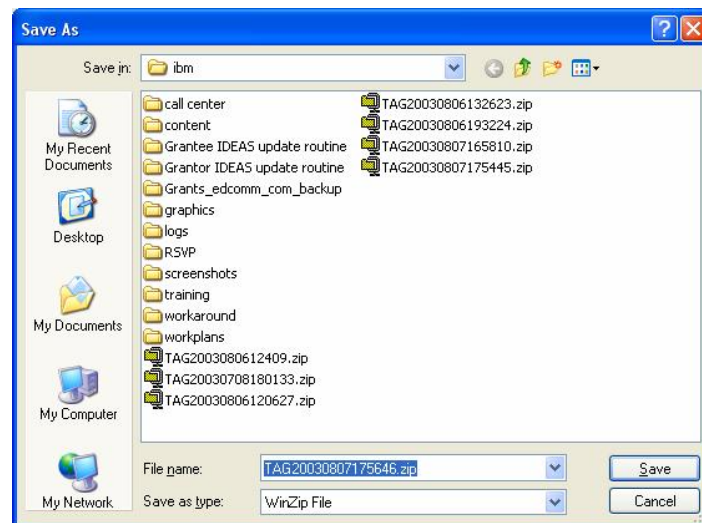 Save As
Save in:
ibm
My Recent
Documents
Desktop
My Documents
My Computer
My Network
call center
content
Grantee IDEAS update routine
Grantor IDEAS update routine
Grants_edcomm_com_backup
graphics
logs
RSVP
screenshots
training
workaround
workplans
TAG2003080612409.zip
TAG20030708180133.zip
TAG20030806120627.zip
TAG20030806132623.zip
TAG20030806193224.zip
TAG20030807165810.zip
TAG20030807175445.zip
File name:
TAG20030807175646.zip
Save
Save as type:
WinZip File
Cancel